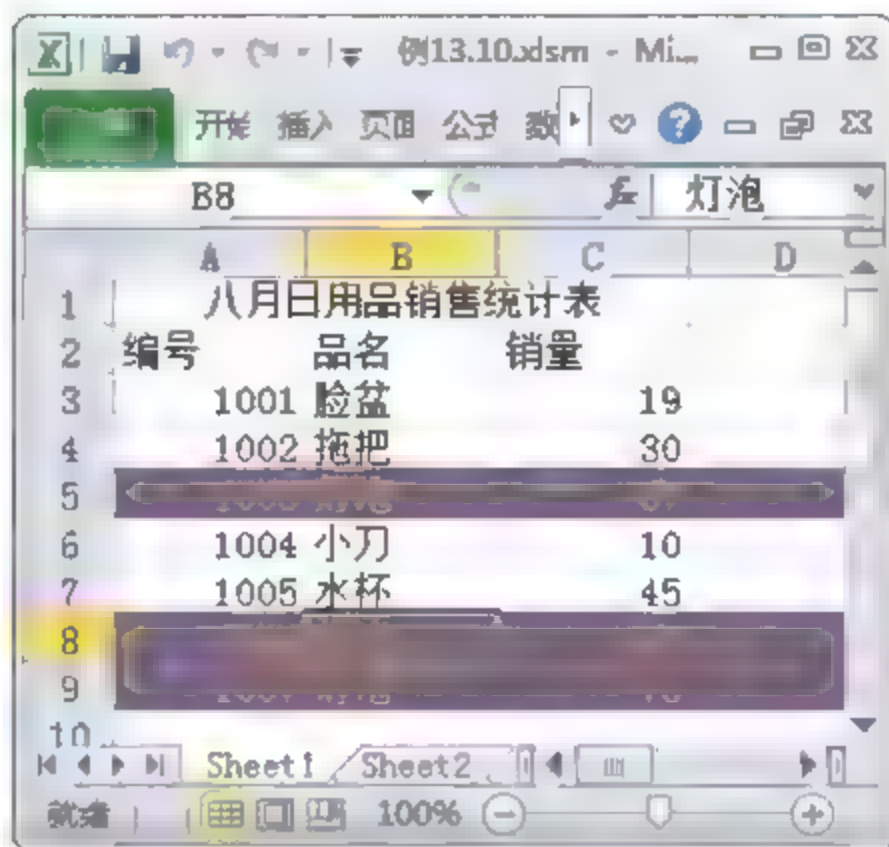 例13.10.xlsm - Mi...
开始 插入 页面 公式 数
B8 fx 灯泡
A B C D
1 八月日用品销售统计表
2 编号 品名 销量
3 1001 脸盆 19
4 1002 拖把 30
5
6 1004 小刀 10
7 1005 水杯 45
8
9
10
Sheet1 Sheet2
就绪 100%